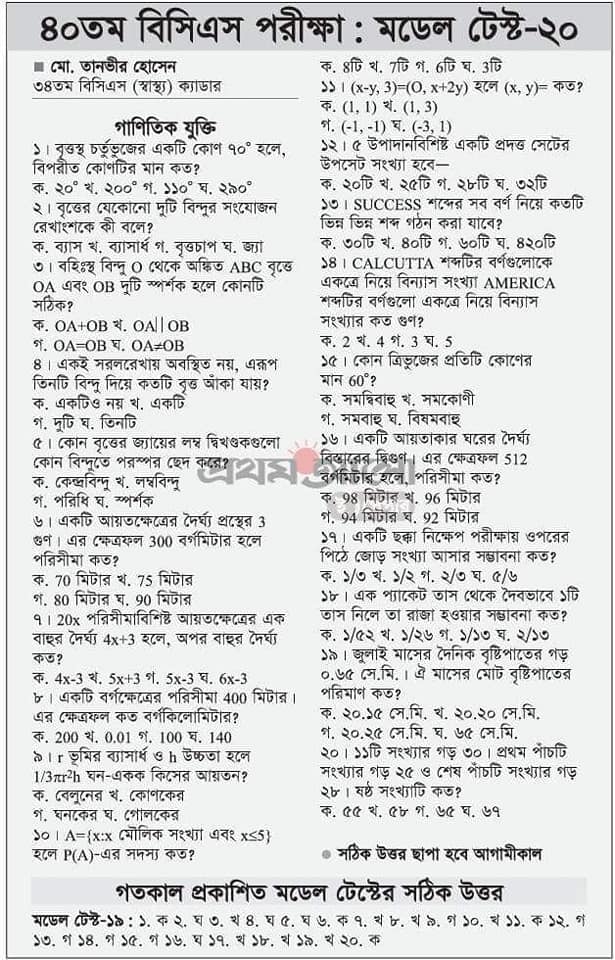 ৪০তম বিসিএস পরীক্ষা : মডেল টেস্ট-২০
■ মো. তানভীর হোসেন
৩৪তম বিসিএস (স্বাস্থ্য) ক্যাডার
গাণিতিক যুক্তি
১। বৃত্তস্থ চর্তুভুজের একটি কোণ ৭০° হলে,
বিপরীত কোণটির মান কত?
ক. ২০° খ. ২০০° গ. ১১০° ঘ. ২৯০°
২। বৃত্তের যেকোনো দুটি বিন্দুর সংযোজন
রেখাংশকে কী বলে?
ক. ব্যাস খ. ব্যাসার্ধ গ. বৃত্তচাপ ঘ. জ্যা
৩। বহিঃস্থ বিন্দু O থেকে অঙ্কিত ABC বৃত্তে
OA এবং OB দুটি স্পর্শক হলে কোনটি
সঠিক?
ক. OA+OB খ. OA||OB
গ. OA=OB ঘ. OA≠OB
৪। একই সরলরেখায় অবস্থিত নয়, এরূপ
তিনটি বিন্দু দিয়ে কতটি বৃত্ত আঁকা যায়?
ক. একটিও নয় খ. একটি
গ. দুটি ঘ. তিনটি
৫। কোন বৃত্তের জ্যায়ের লম্ব দ্বিখণ্ডকগুলো
কোন বিন্দুতে পরস্পর ছেদ করে?
ক. কেন্দ্রবিন্দু খ. লম্ববিন্দু
গ. পরিধি ঘ. স্পর্শক
৬। একটি আয়তক্ষেত্রের দৈর্ঘ্য প্রস্থের 3
গুণ। এর ক্ষেত্রফল 300 বর্গমিটার হলে
পরিসীমা কত?
ক. 70 মিটার খ. 75 মিটার
গ. 80 মিটার ঘ. 90 মিটার
৭। 20x পরিসীমাবিশিষ্ট আয়তক্ষেত্রের এক
বাহুর দৈর্ঘ্য 4x+3 হলে, অপর বাহুর দৈর্ঘ্য
কত?
ক. 4x-3 খ. 5x+3 গ. 5x-3 ঘ. 6x-3
৮। একটি বর্গক্ষেত্রের পরিসীমা 400 মিটার।
এর ক্ষেত্রফল কত বর্গকিলোমিটার?
ক. 200 খ. 0.01 গ. 100 ঘ. 140
৯। r ভূমির ব্যাসার্ধ ও h উচ্চতা হলে
1/3πr²h ঘন-একক কিসের আয়তন?
ক. বেলুনের খ. কোণকের
গ. ঘনকের ঘ. গোলকের
১০। A={x:x মৌলিক সংখ্যা এবং x≤5}
হলে P(A)-এর সদস্য কত?
ক. 8টি খ. 7টি গ. 6টি ঘ. 3টি
১১। (x-y, 3)=(O, x+2y) হলে (x, y)= কত?
ক. (1, 1) খ. (1, 3)
গ. (-1, -1) ঘ. (-3, 1)
১২। ৫ উপাদানবিশিষ্ট একটি প্রদত্ত সেটের
উপসেট সংখ্যা হবে—
ক. ২০টি খ. ২৫টি গ. ২৮টি ঘ. ৩২টি
১৩। SUCCESS শব্দের সব বর্ণ নিয়ে কতটি
ভিন্ন ভিন্ন শব্দ গঠন করা যাবে?
ক. ৩০টি খ. ৪০টি গ. ৬০টি ঘ. ৪২০টি
১৪। CALCUTTA শব্দটির বর্ণগুলোকে
একত্রে নিয়ে বিন্যাস সংখ্যা AMERICA
শব্দটির বর্ণগুলো একত্রে নিয়ে বিন্যাস
সংখ্যার কত গুণ?
ক. 2 খ. 4 গ. 3 ঘ. 5
১৫। কোন ত্রিভুজের প্রতিটি কোণের
মান 60°?
ক. সমদ্বিবাহু খ. সমকোণী
গ. সমবাহু ঘ. বিষমবাহু
১৬। একটি আয়তাকার ঘরের দৈর্ঘ্য
বিস্তারের দ্বিগুণ। এর ক্ষেত্রফল 512
বর্গমিটার হলে, পরিসীমা কত?
ক. 98 মিটার খ. 96 মিটার
গ. 94 মিটার ঘ. 92 মিটার
১৭। একটি ছক্কা নিক্ষেপ পরীক্ষায় ওপরের
পিঠে জোড় সংখ্যা আসার সম্ভাবনা কত?
ক. ১/৩ খ. ১/২ গ. ২/৩ ঘ. ৫/৬
১৮। এক প্যাকেট তাস থেকে দৈবভাবে ১টি
তাস নিলে তা রাজা হওয়ার সম্ভাবনা কত?
ক. ১/৫২ খ. ১/২৬ গ. ১/১৩ ঘ. ২/১৩
১৯। জুলাই মাসের দৈনিক বৃষ্টিপাতের গড়
০.৬৫ সে.মি.। ঐ মাসের মোট বৃষ্টিপাতের
পরিমাণ কত?
ক. ২০.১৫ সে.মি. খ. ২০.২০ সে.মি.
গ. ২০.২৫ সে.মি. ঘ. ৬৫ সে.মি.
২০। ১১টি সংখ্যার গড় ৩০। প্রথম পাঁচটি
সংখ্যার গড় ২৫ ও শেষ পাঁচটি সংখ্যার গড়
২৮। ষষ্ঠ সংখ্যাটি কত?
ক. ৫৫ খ. ৫৮ গ. ৬৫ ঘ. ৬৭
● সঠিক উত্তর ছাপা হবে আগামীকাল
প্রথম আলো
গতকাল প্রকাশিত মডেল টেস্টের সঠিক উত্তর
মডেল টেস্ট-১৯ : ১. ক ২. ঘ ৩. খ ৪. ঘ ৫. ঘ ৬. ক ৭. খ ৮. খ ৯. গ ১০. খ ১১. ক ১২. গ
১৩. গ ১৪. গ ১৫. গ ১৬. ঘ ১৭. খ ১৮. খ ১৯. খ ২০. ক